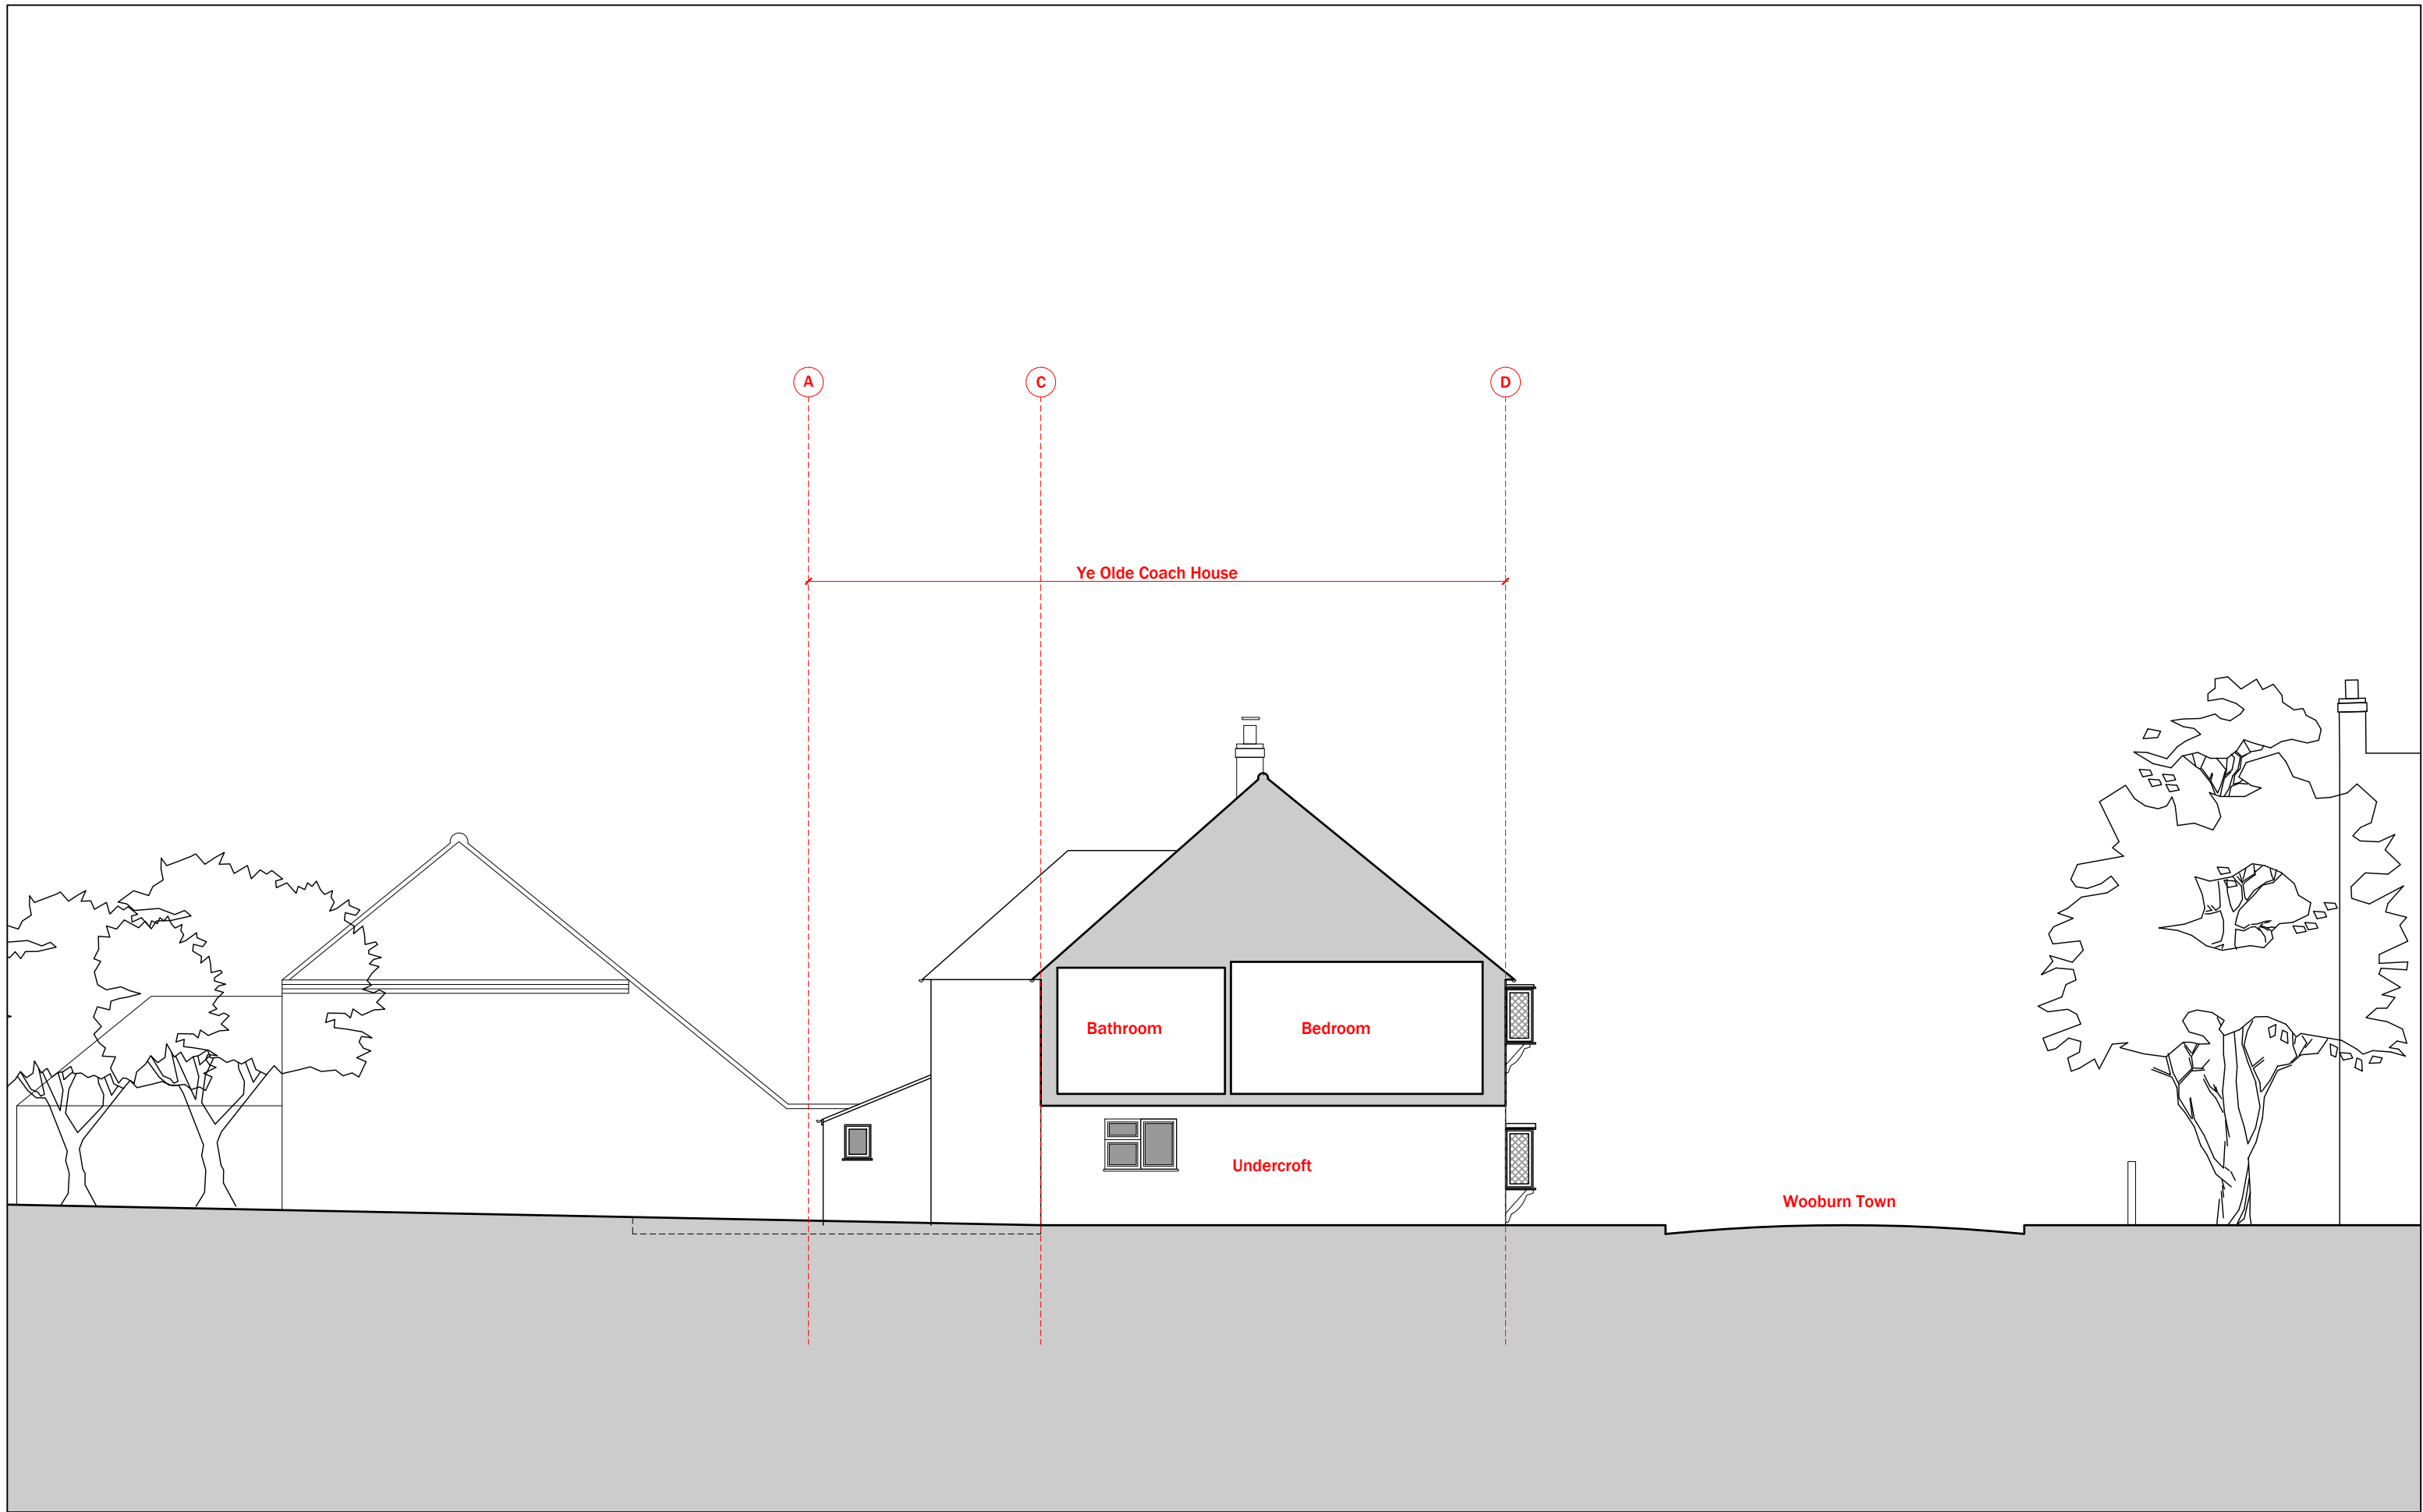 A
C
D
Ye Olde Coach House
Bathroom
Bedroom
Undercroft
Wooburn Town